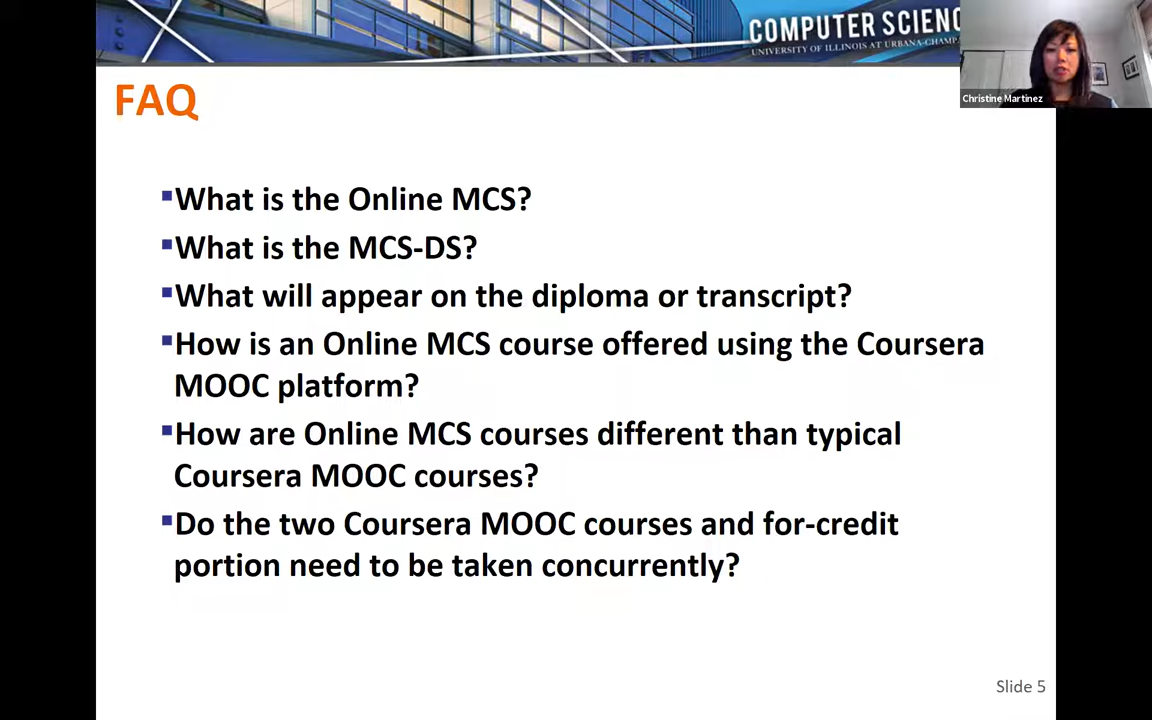 COMPUTER SCIENC
UNIVERSITY OF ILLINOIS AT URBANA-CHAMP
Christine Martinez
FAQ
▪What is the Online MCS?
▪What is the MCS-DS?
▪What will appear on the diploma or transcript?
▪How is an Online MCS course offered using the Coursera
MOOC platform?
▪How are Online MCS courses different than typical
Coursera MOOC courses?
▪Do the two Coursera MOOC courses and for-credit
portion need to be taken concurrently?
Slide 5